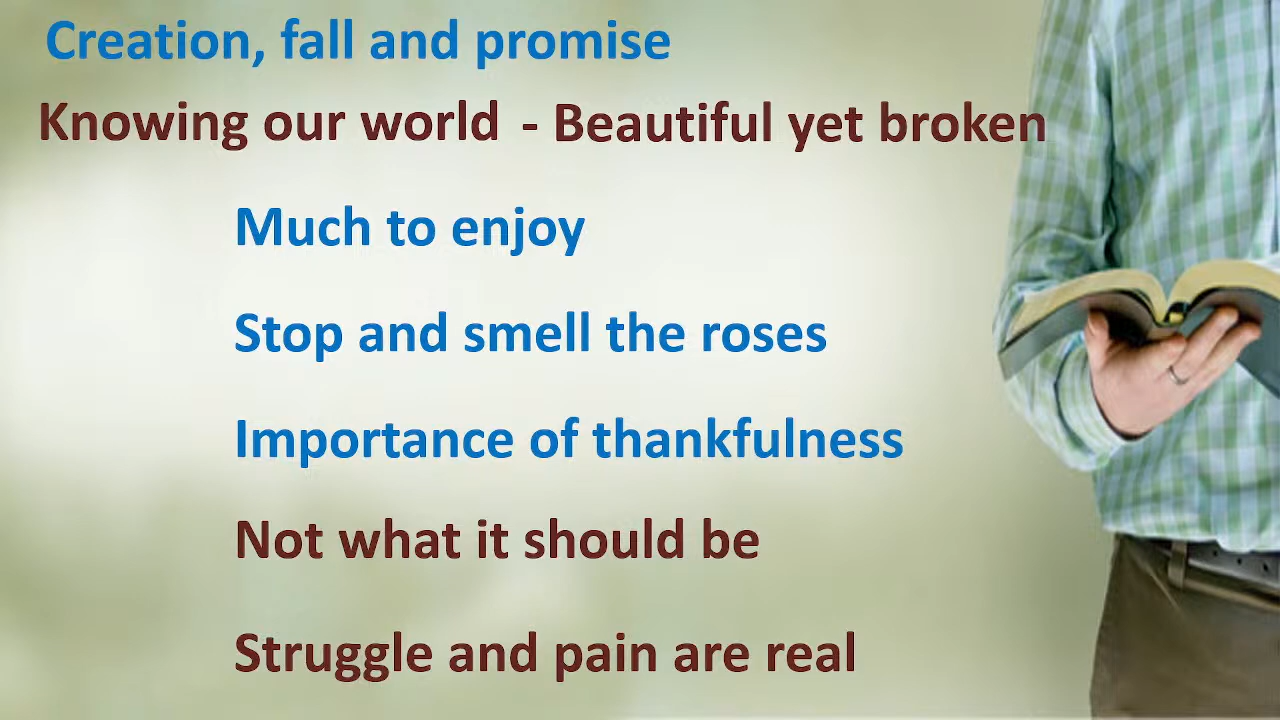 Creation, fall and promise
Knowing our world - Beautiful yet broken
Much to enjoy
Stop and smell the roses
Importance of thankfulness
Not what it should be
Struggle and pain are real